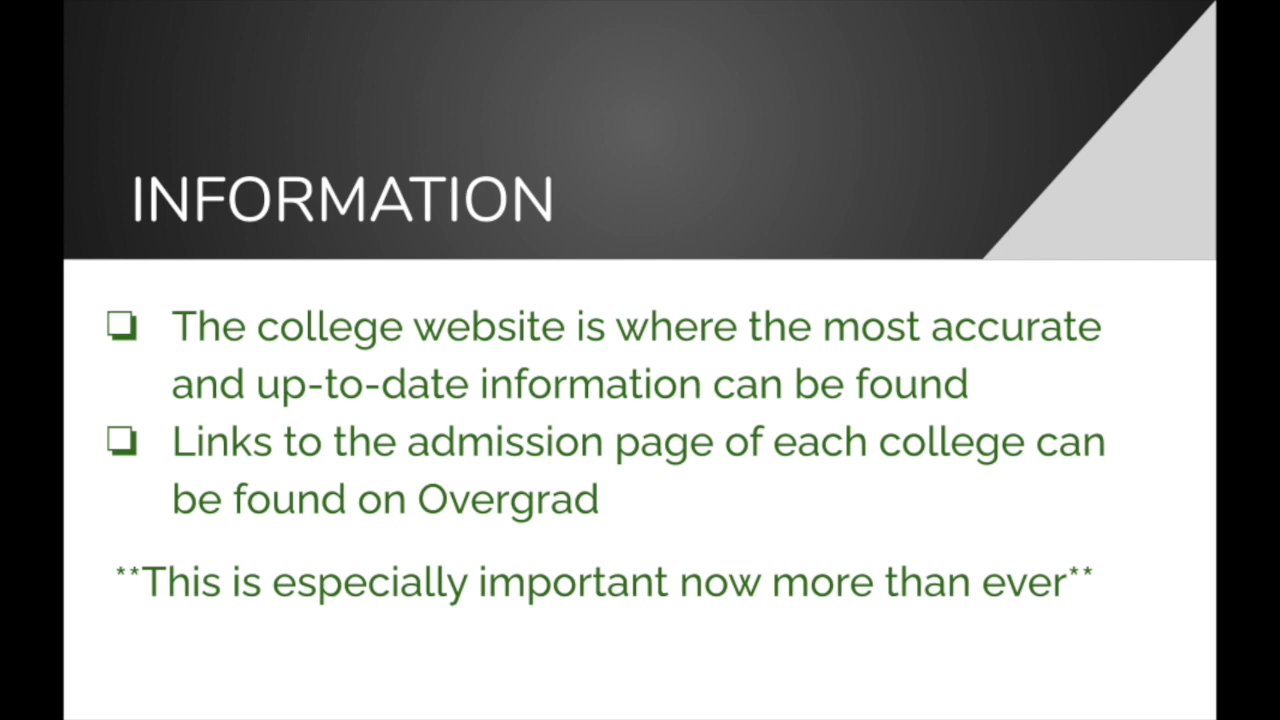 INFORMATION
❏ The college website is where the most accurate
and up-to-date information can be found
❏ Links to the admission page of each college can
be found on Overgrad
**This is especially important now more than ever**